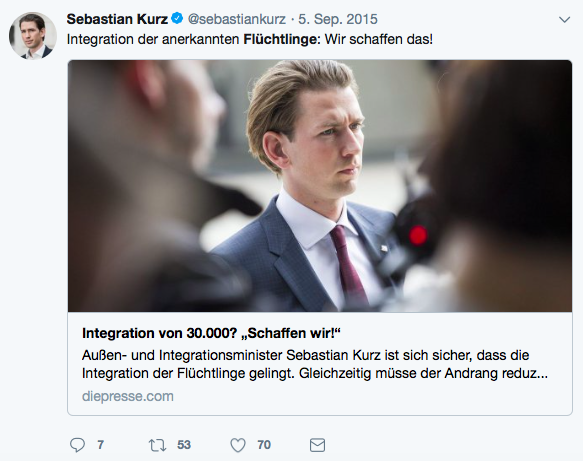 Sebastian Kurz @sebastiankurz · 5. Sep. 2015
Integration der anerkannten Flüchtlinge: Wir schaffen das!
Integration von 30.000? „Schaffen wir!“
Außen- und Integrationsminister Sebastian Kurz ist sich sicher, dass die
Integration der Flüchtlinge gelingt. Gleichzeitig müsse der Andrang reduz...
diepresse.com
7 53 70